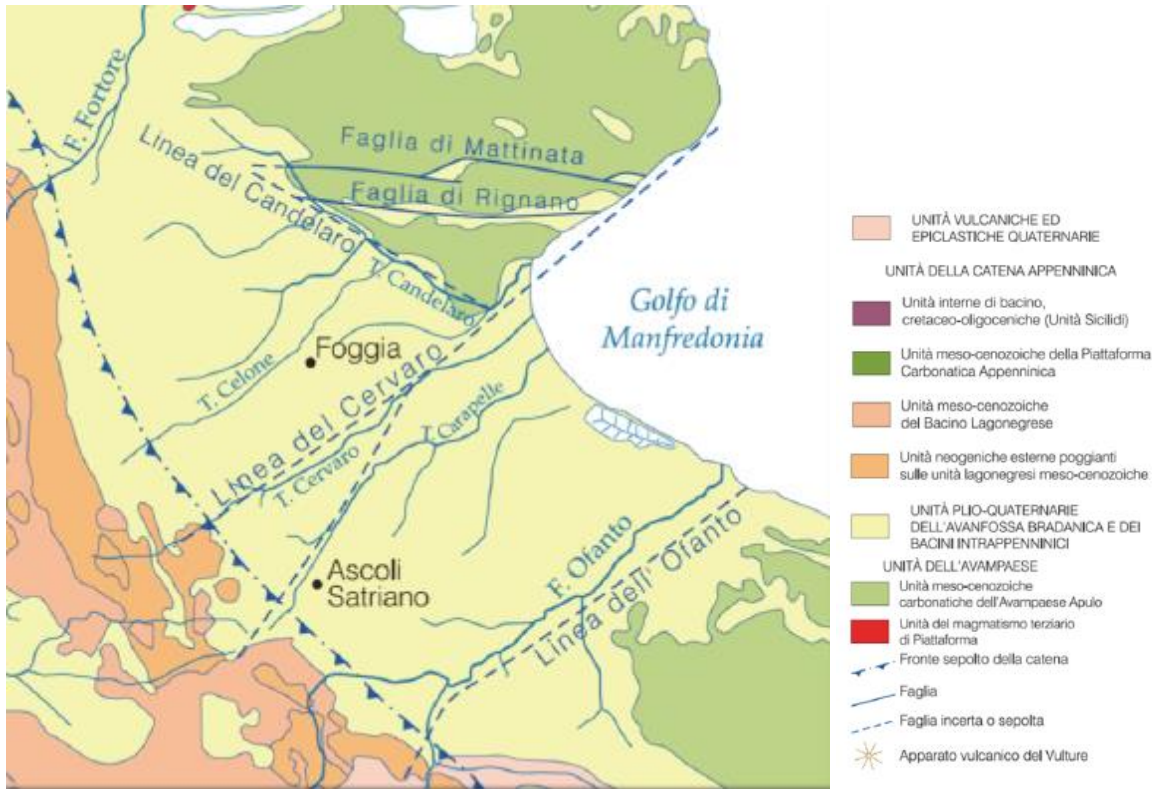 F. Fortore
Linea del Candelaro
Faglia di Mattinata
Faglia di Rignano
T. Candelaro
Golfo di
Manfredonia
Foggia
T. Celone
Linea del Cervaro
T. Cervaro
T. Carapelle
Ascoli
Satriano
F. Ofanto
Linea dell' Ofanto
UNITÀ VULCANICHE ED
EPICLASTICHE QUATERNARIE
UNITÀ DELLA CATENA APPENNINICA
Unità interne di bacino,
cretaceo-oligoceniche (Unità Sicilidi)
Unità meso-cenozoiche della Piattaforma
Carbonatica Appenninica
Unità meso-cenozoiche
del Bacino Lagonegrese
Unità neogeniche esterne poggianti
sulle unità lagonegresi meso-cenozoiche
UNITÀ PLIO-QUATERNARIE
DELL'AVANFOSSA BRADANICA E DEI
BACINI INTRAPPENNINICI
UNITÀ DELL'AVAMPAESE
Unità meso-cenozoiche
carbonatiche dell'Avampaese Apulo
Unità del magmatismo terziario
di Piattaforma
Fronte sepolto della catena
Faglia
Faglia incerta o sepolta
Apparato vulcanico del Vulture